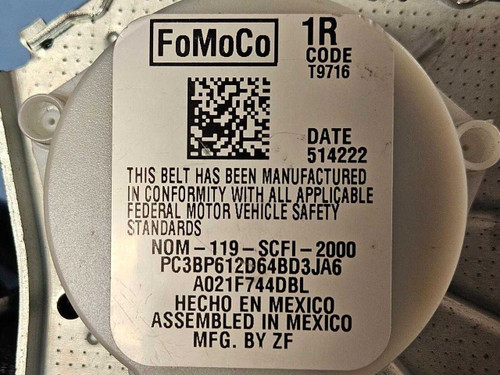 FoMoCo
1R
CODE
T9716
DATE
514222
THIS BELT HAS BEEN MANUFACTURED
IN CONFORMITY WITH ALL APPLICABLE
FEDERAL MOTOR VEHICLE SAFETY
STANDARDS
NOM-119-SCFI-2000
PC3BP612D64BD3JA6
A021F744DBL
HECHO EN MEXICO
ASSEMBLED IN MEXICO
MFG. BY ZF